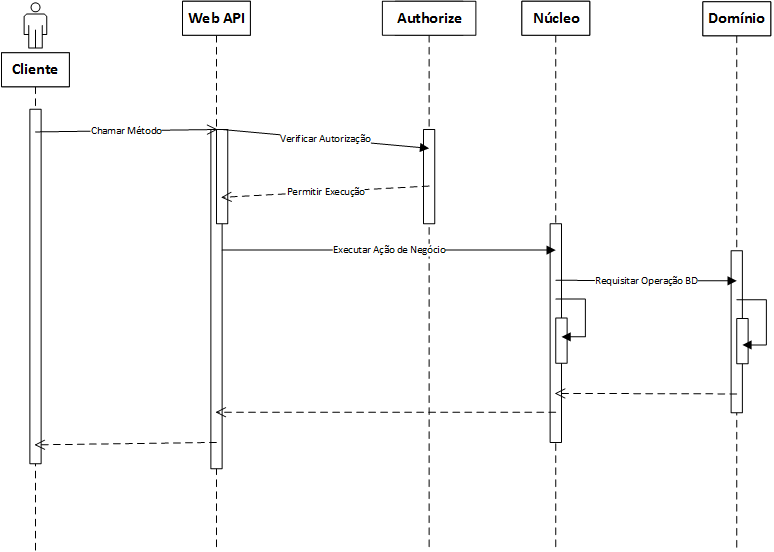 Cliente
Web API
Authorize
Núcleo
Domínio
Chamar Método
Verificar Autorização
Permitir Execução
Executar Ação de Negócio
Requisitar Operação BD